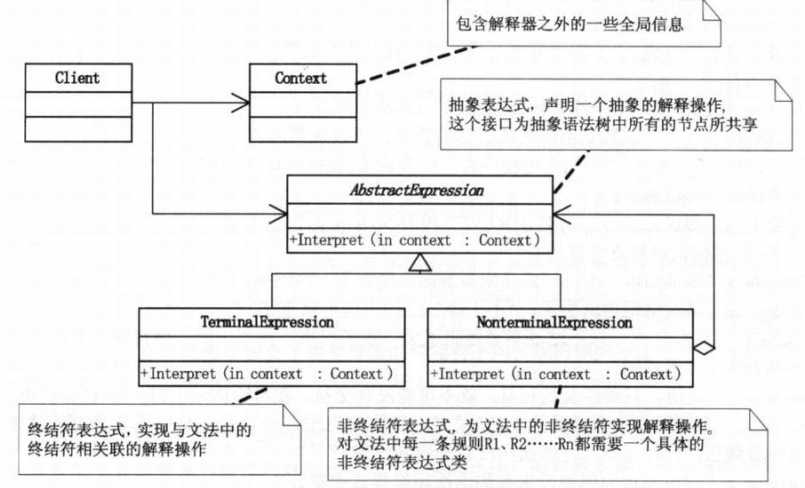 包含解释器之外的一些全局信息
Client
Context
抽象表达式，声明一个抽象的解释操作，
这个接口为抽象语法树中所有的节点所共享
AbstractExpression
+Interpret(in context : Context)
TerminalExpression
+Interpret(in context : Context)
NonterminalExpression
+Interpret(in context : Context)
终结符表达式，实现与文法中的
终结符相关联的解释操作
非终结符表达式，为文法中的非终结符实现解释操作。
对文法中每一条规则R1、R2……Rn都需要一个具体的
非终结符表达式类